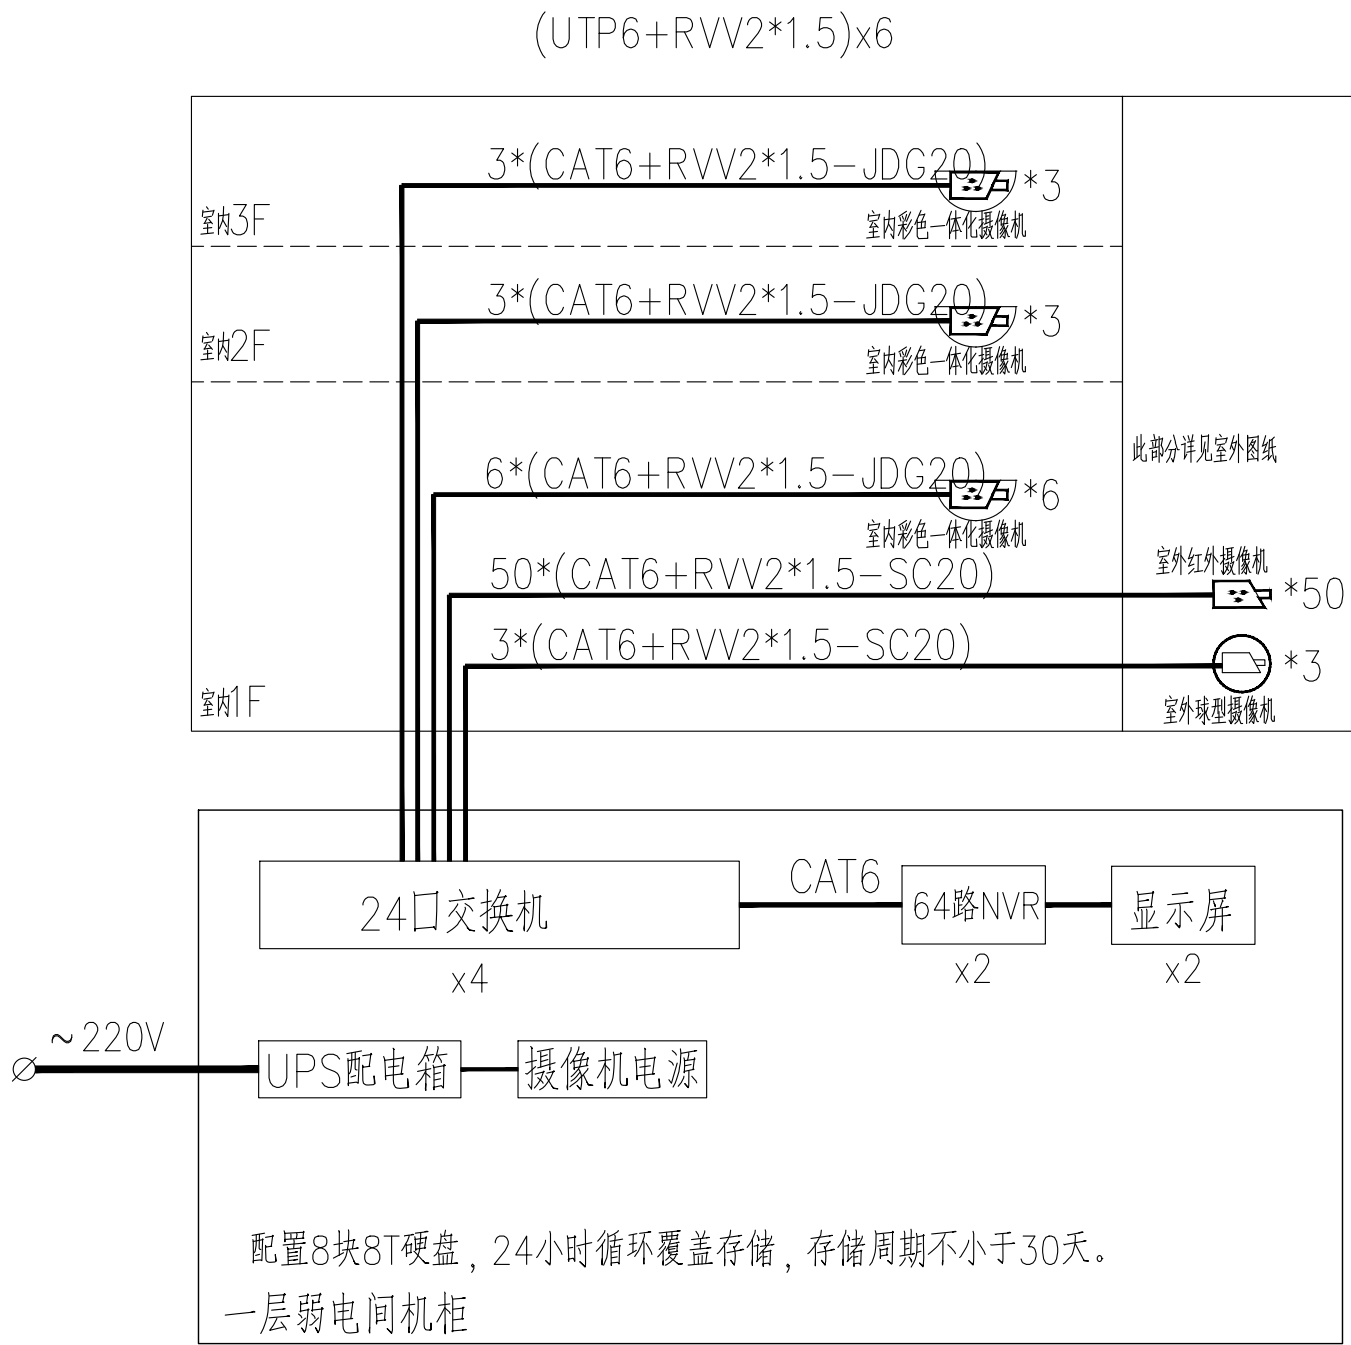 (UTP6+RVV2*1.5)x6
3*(CAT6+RVV2*1.5-JDG20)
*3
室内3F
室内彩色一体化摄像机
3*(CAT6+RVV2*1.5-JDG20)
*3
室内2F
室内彩色一体化摄像机
此部分详见室外图纸
6*(CAT6+RVV2*1.5-JDG20)
*6
室内彩色一体化摄像机
室外红外摄像机
50*(CAT6+RVV2*1.5-SC20)
*50
3*(CAT6+RVV2*1.5-SC20)
*3
室内1F
室外球型摄像机
CAT6
24口交换机
64路NVR
显示屏
x4
x2
x2
~220V
UPS配电箱
摄像机电源
配置8块8T硬盘，24小时循环覆盖存储，存储周期不小于30天。
一层弱电间机柜